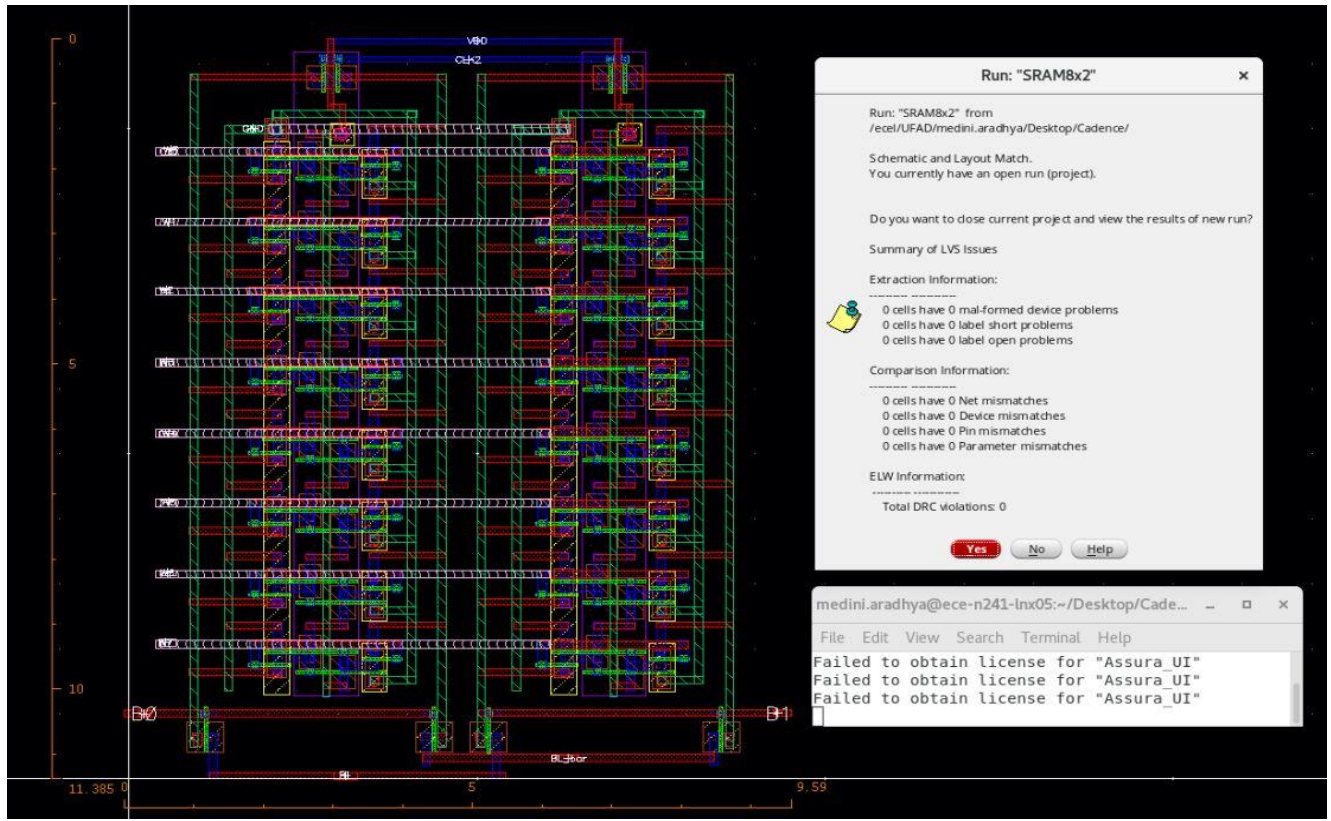 0
5
10
11.385
0
5
9.59
VDD
CLK2
GND
B0
B1
BL_bar
Run: "SRAM8x2"
Run: "SRAM8x2" from
/ecel/UFAD/medini.aradhya/Desktop/Cadence/
Schematic and Layout Match.
You currently have an open run (project).
Do you want to close current project and view the results of new run?
Summary of LVS Issues
Extraction Information:
---------- --------------
0 cells have 0 mal-formed device problems
0 cells have 0 label short problems
0 cells have 0 label open problems
Comparison Information:
---------- --------------
0 cells have 0 Net mismatches
0 cells have 0 Device mismatches
0 cells have 0 Pin mismatches
0 cells have 0 Parameter mismatches
ELW Information:
---------- --------------
Total DRC violations: 0
Yes No Help
medini.aradhya@ece-n241-lnx05:~/Desktop/Cade...
File Edit View Search Terminal Help
Failed to obtain license for "Assura_UI"
Failed to obtain license for "Assura_UI"
Failed to obtain license for "Assura_UI"